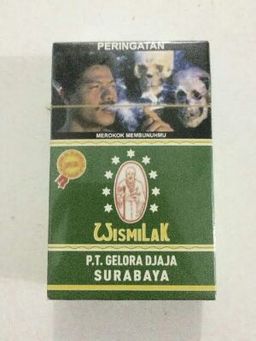 PERINGATAN
MEROKOK MEMBUNUHMU
WISMILAK
P.T. GELORA DJAJA
SURABAYA